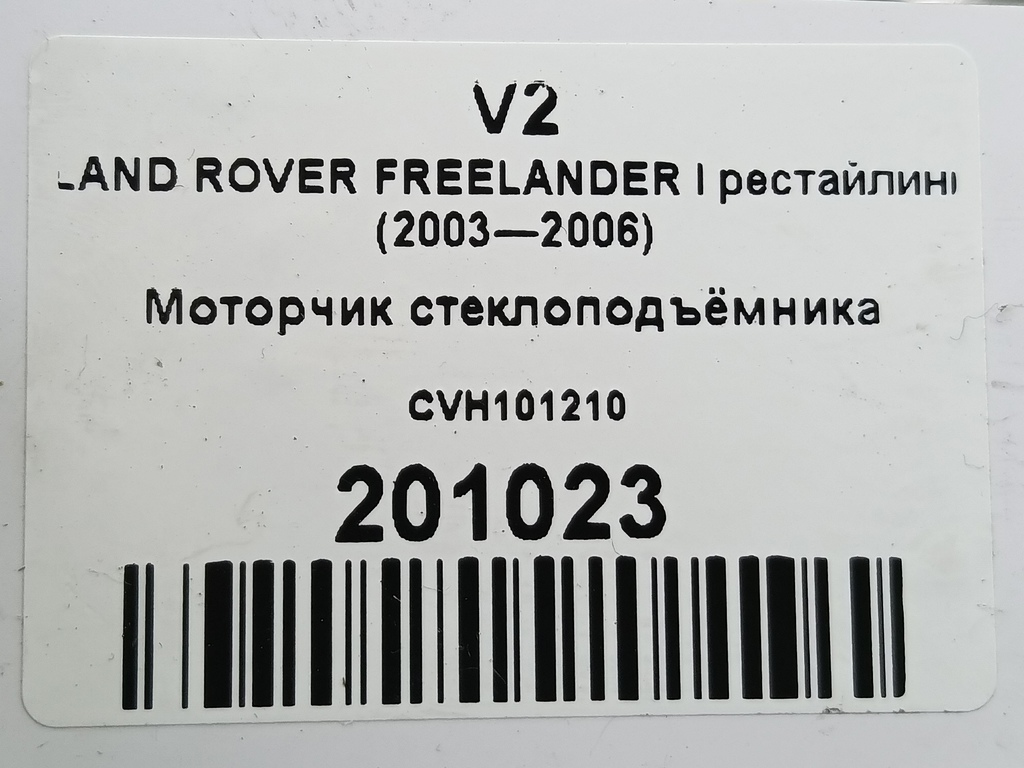 V2
LAND ROVER FREELANDER I рестайлинг
(2003—2006)
Моторчик стеклоподъёмника
CVH101210
201023